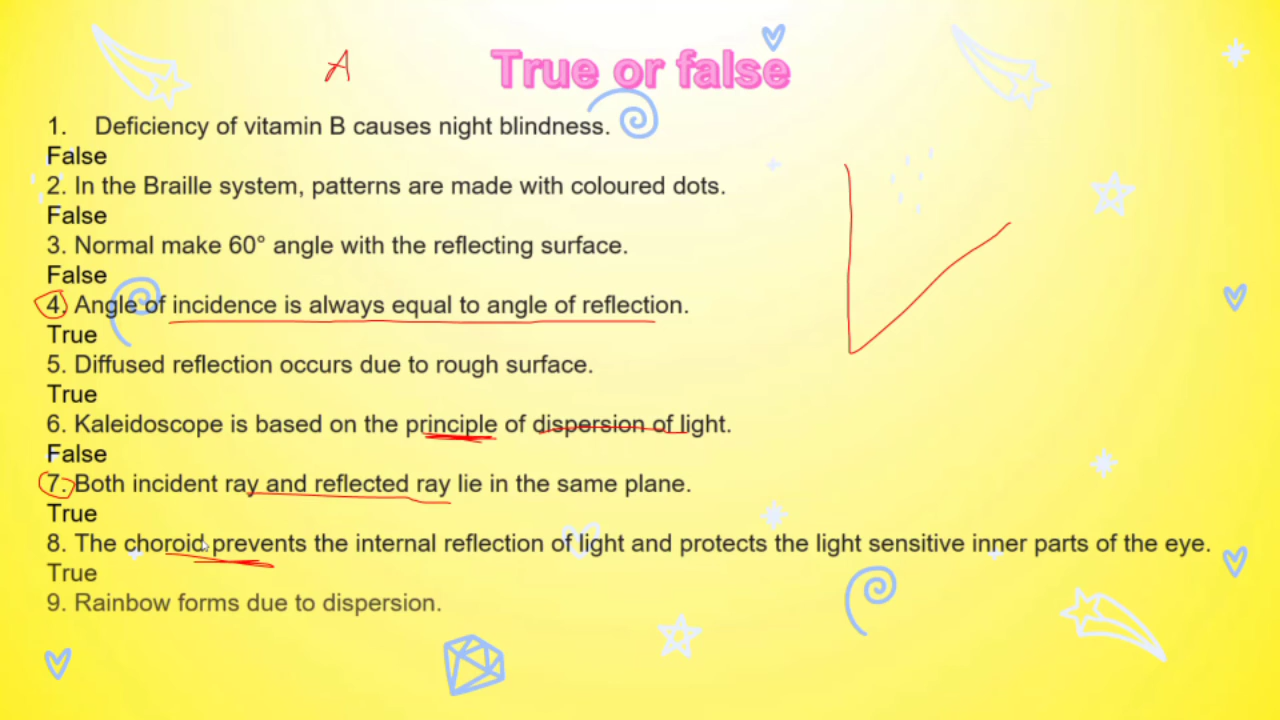 A
True or false
1. Deficiency of vitamin B causes night blindness.
False
2. In the Braille system, patterns are made with coloured dots.
False
3. Normal make 60° angle with the reflecting surface.
False
4. Angle of incidence is always equal to angle of reflection.
True
5. Diffused reflection occurs due to rough surface.
True
6. Kaleidoscope is based on the principle of dispersion of light.
False
7. Both incident ray and reflected ray lie in the same plane.
True
8. The choroid prevents the internal reflection of light and protects the light sensitive inner parts of the eye.
True
9. Rainbow forms due to dispersion.